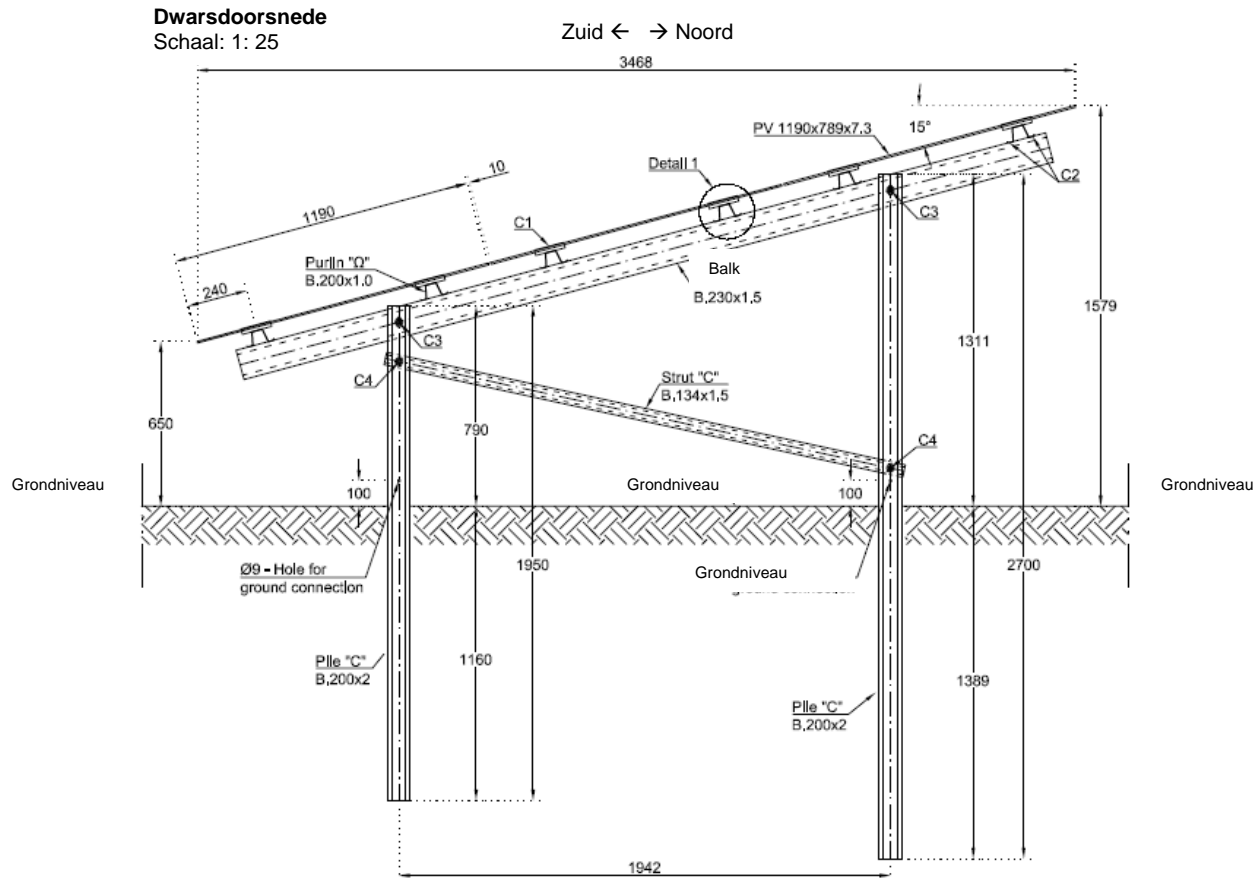 Dwarsdoorsnede
Schaal: 1: 25
Zuid ← → Noord
3468
PV 1190x789x7.3
15°
10
Detail 1
1190
C1
C2
C3
Purlin "Ω"
B.200x1.0
Balk
B.230x1.5
240
1579
C3
1311
C4
Strut "C"
B.134x1.5
650
790
C4
Grondniveau
100
Grondniveau
100
Grondniveau
Ø9 - Hole for
ground connection
1950
Grondniveau
2700
Pile "C"
B.200x2
1160
1389
Pile "C"
B.200x2
1942